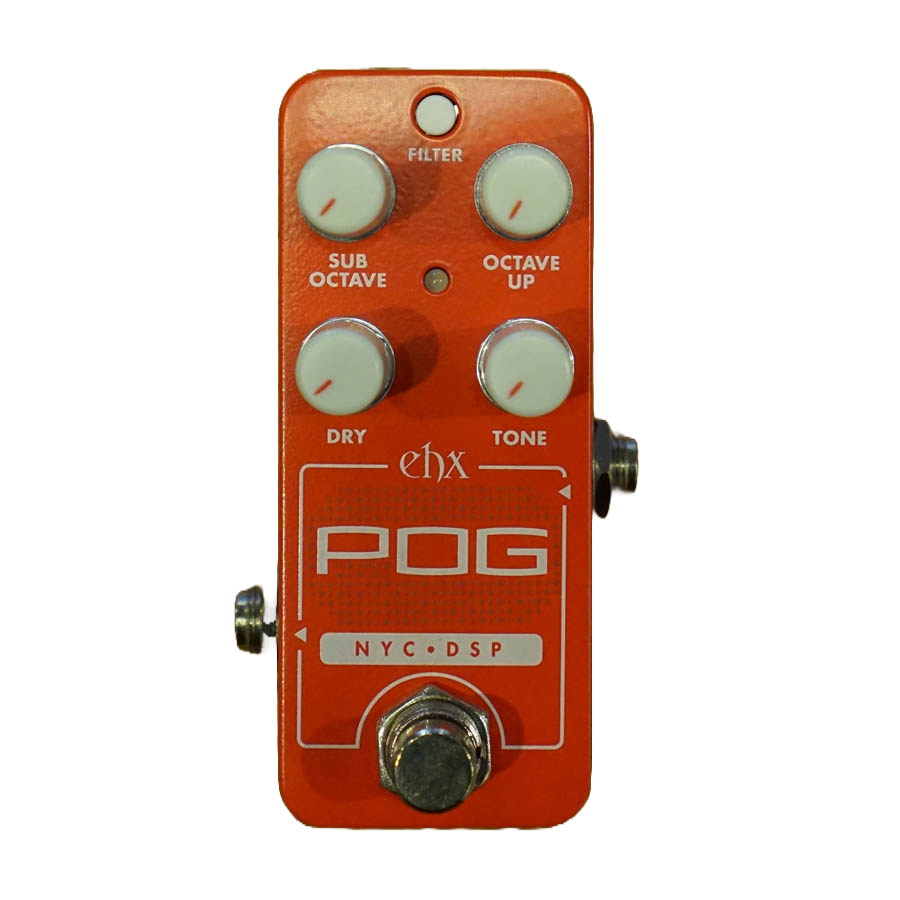 FILTER
SUB
OCTAVE
OCTAVE
UP
DRY
TONE
ehx
POG
NYC•DSP